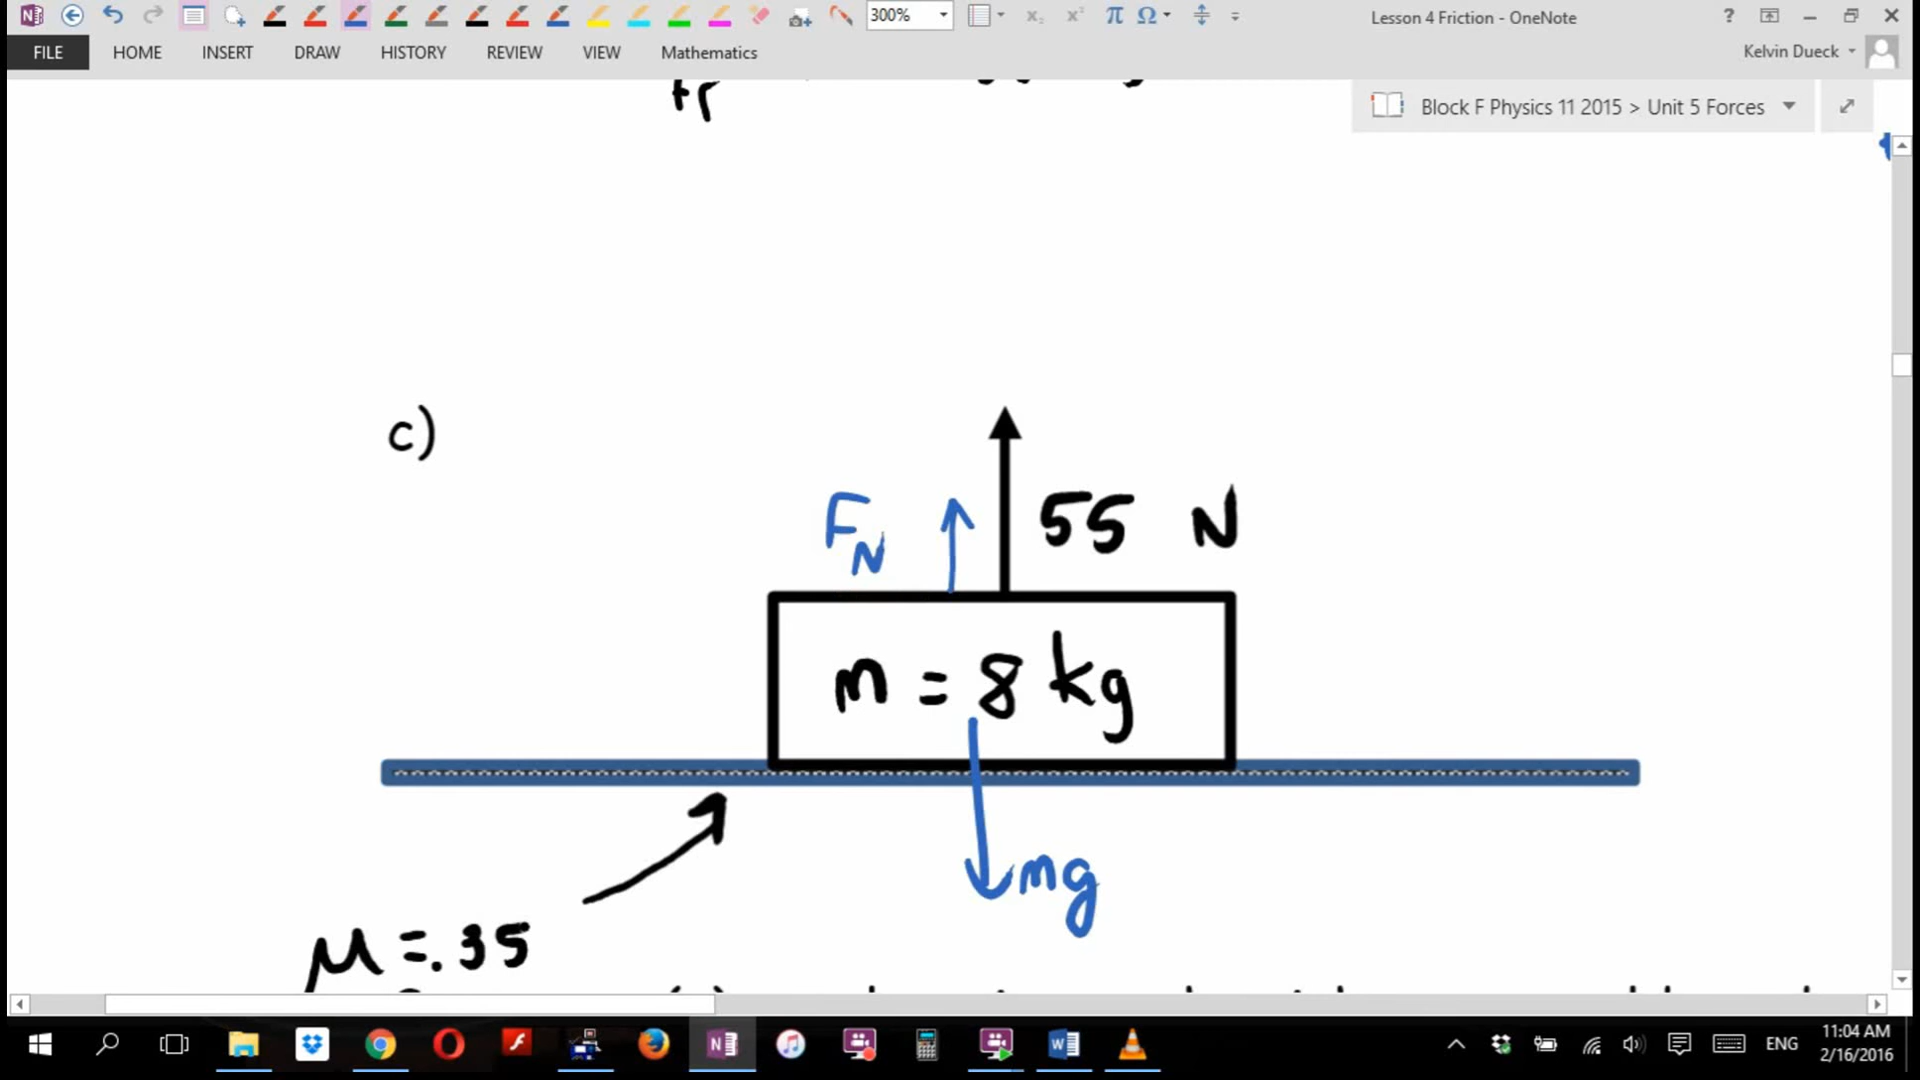 300%
π Ω
Lesson 4 Friction - OneNote
?
FILE HOME INSERT DRAW HISTORY REVIEW VIEW Mathematics
Kelvin Dueck
Block F Physics 11 2015 > Unit 5 Forces
c)
F_N 55 N
m = 8 kg
mg
μ = .35
ENG
11:04 AM
2/16/2016